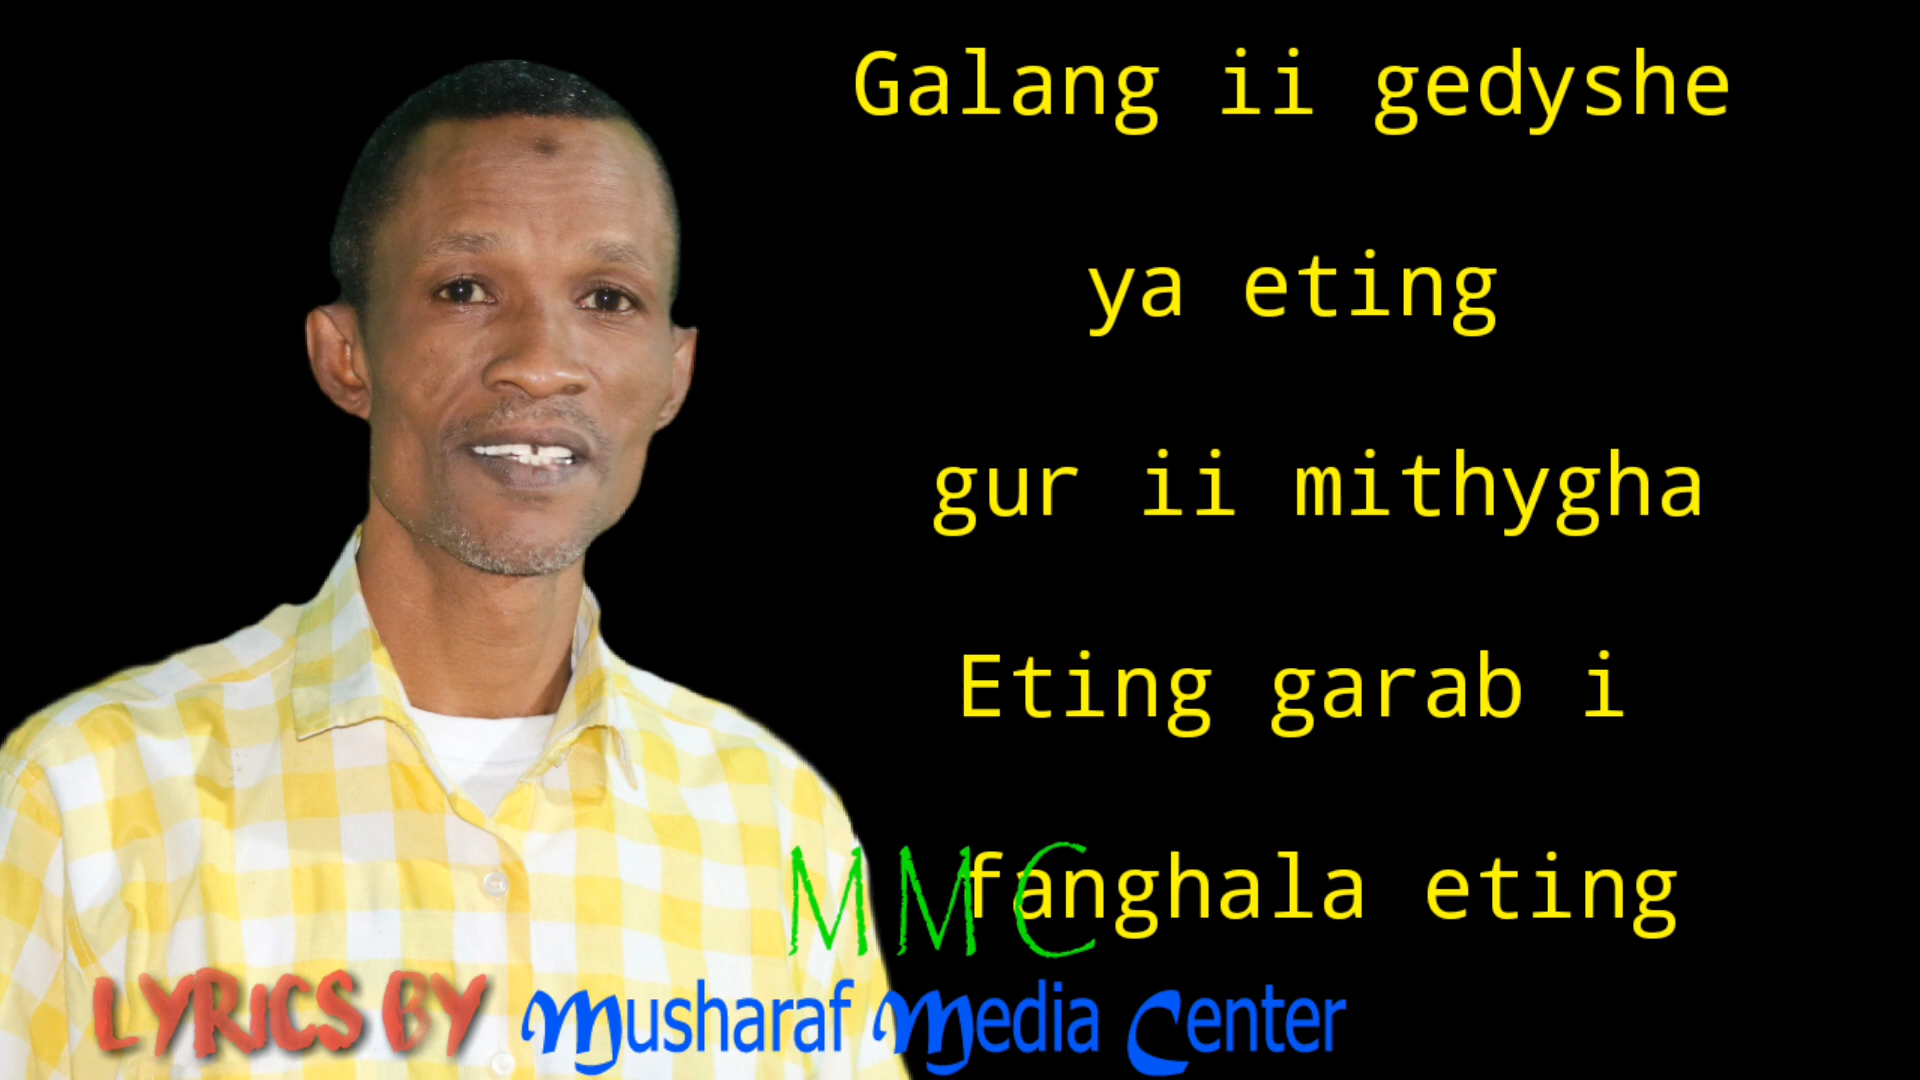 Galang ii gedyshe
ya eting
gur ii mithygha
Eting garab i
fanghala eting
MMC
LYRICS BY Musharaf Media Center